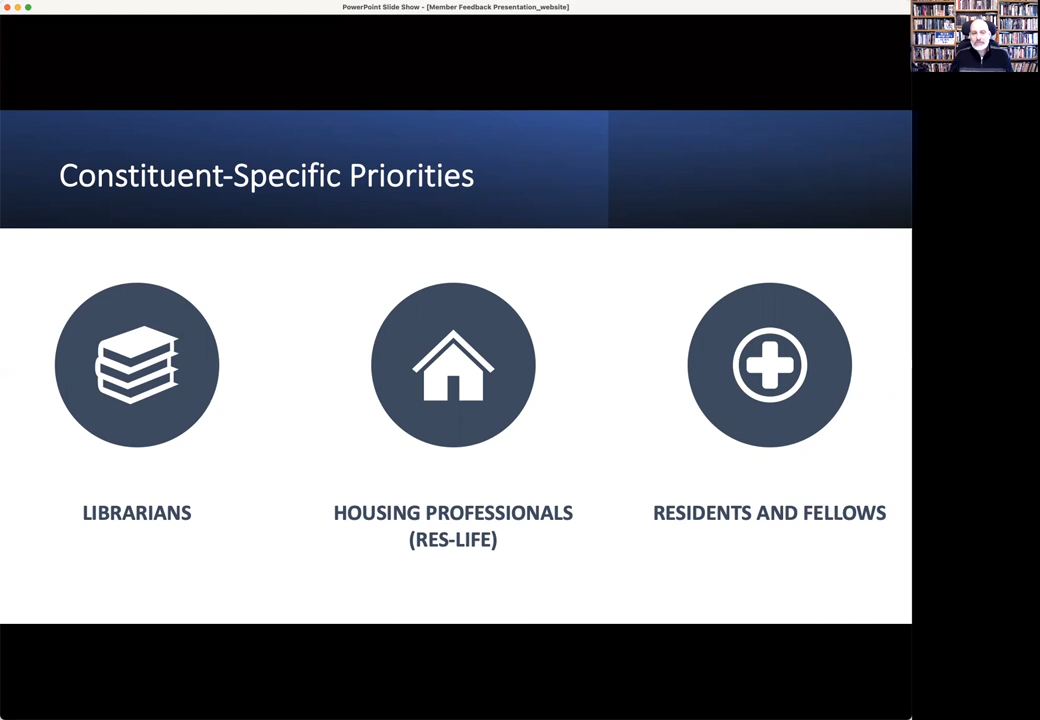 PowerPoint Slide Show - [Member Feedback Presentation_website]
Constituent-Specific Priorities
LIBRARIANS
HOUSING PROFESSIONALS
(RES-LIFE)
RESIDENTS AND FELLOWS